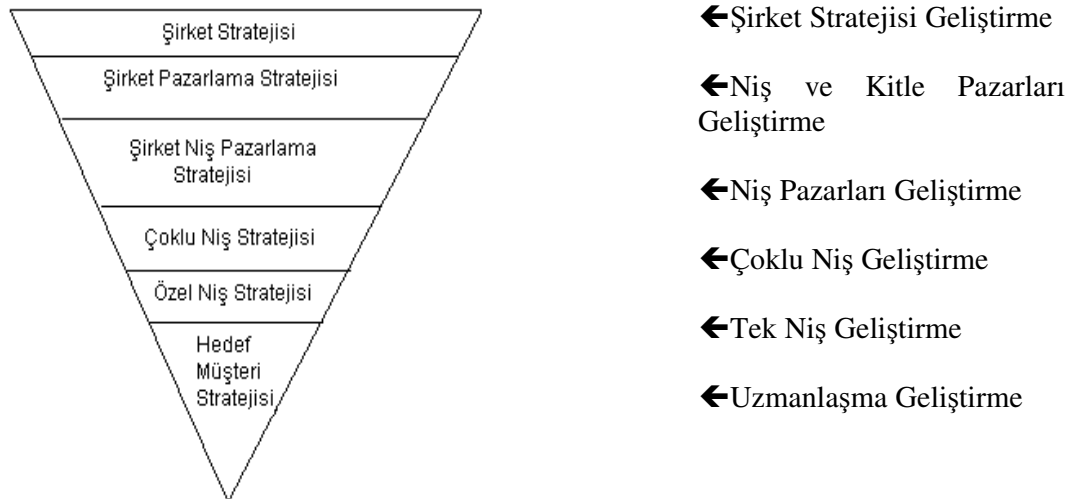 Şirket Stratejisi
Şirket Pazarlama Stratejisi
Şirket Niş Pazarlama
Stratejisi
Çoklu Niş Stratejisi
Özel Niş Stratejisi
Hedef
Müşteri
Stratejisi
←Şirket Stratejisi Geliştirme
←Niş ve Kitle Pazarları
Geliştirme
←Niş Pazarları Geliştirme
←Çoklu Niş Geliştirme
←Tek Niş Geliştirme
←Uzmanlaşma Geliştirme